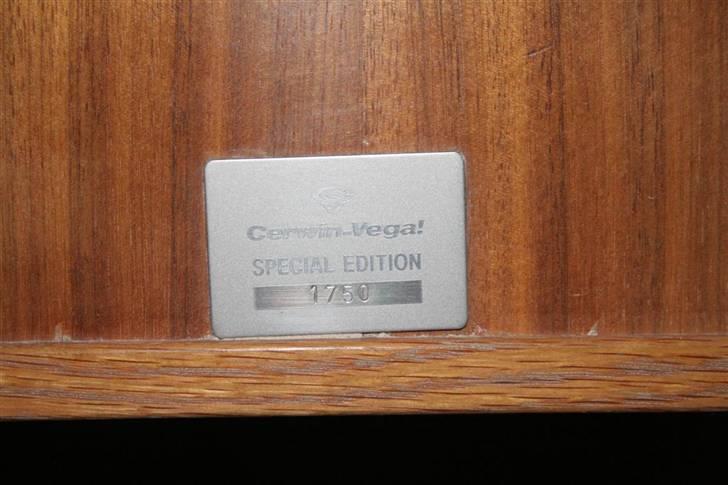 Cerwin-Vega!
SPECIAL EDITION
1750